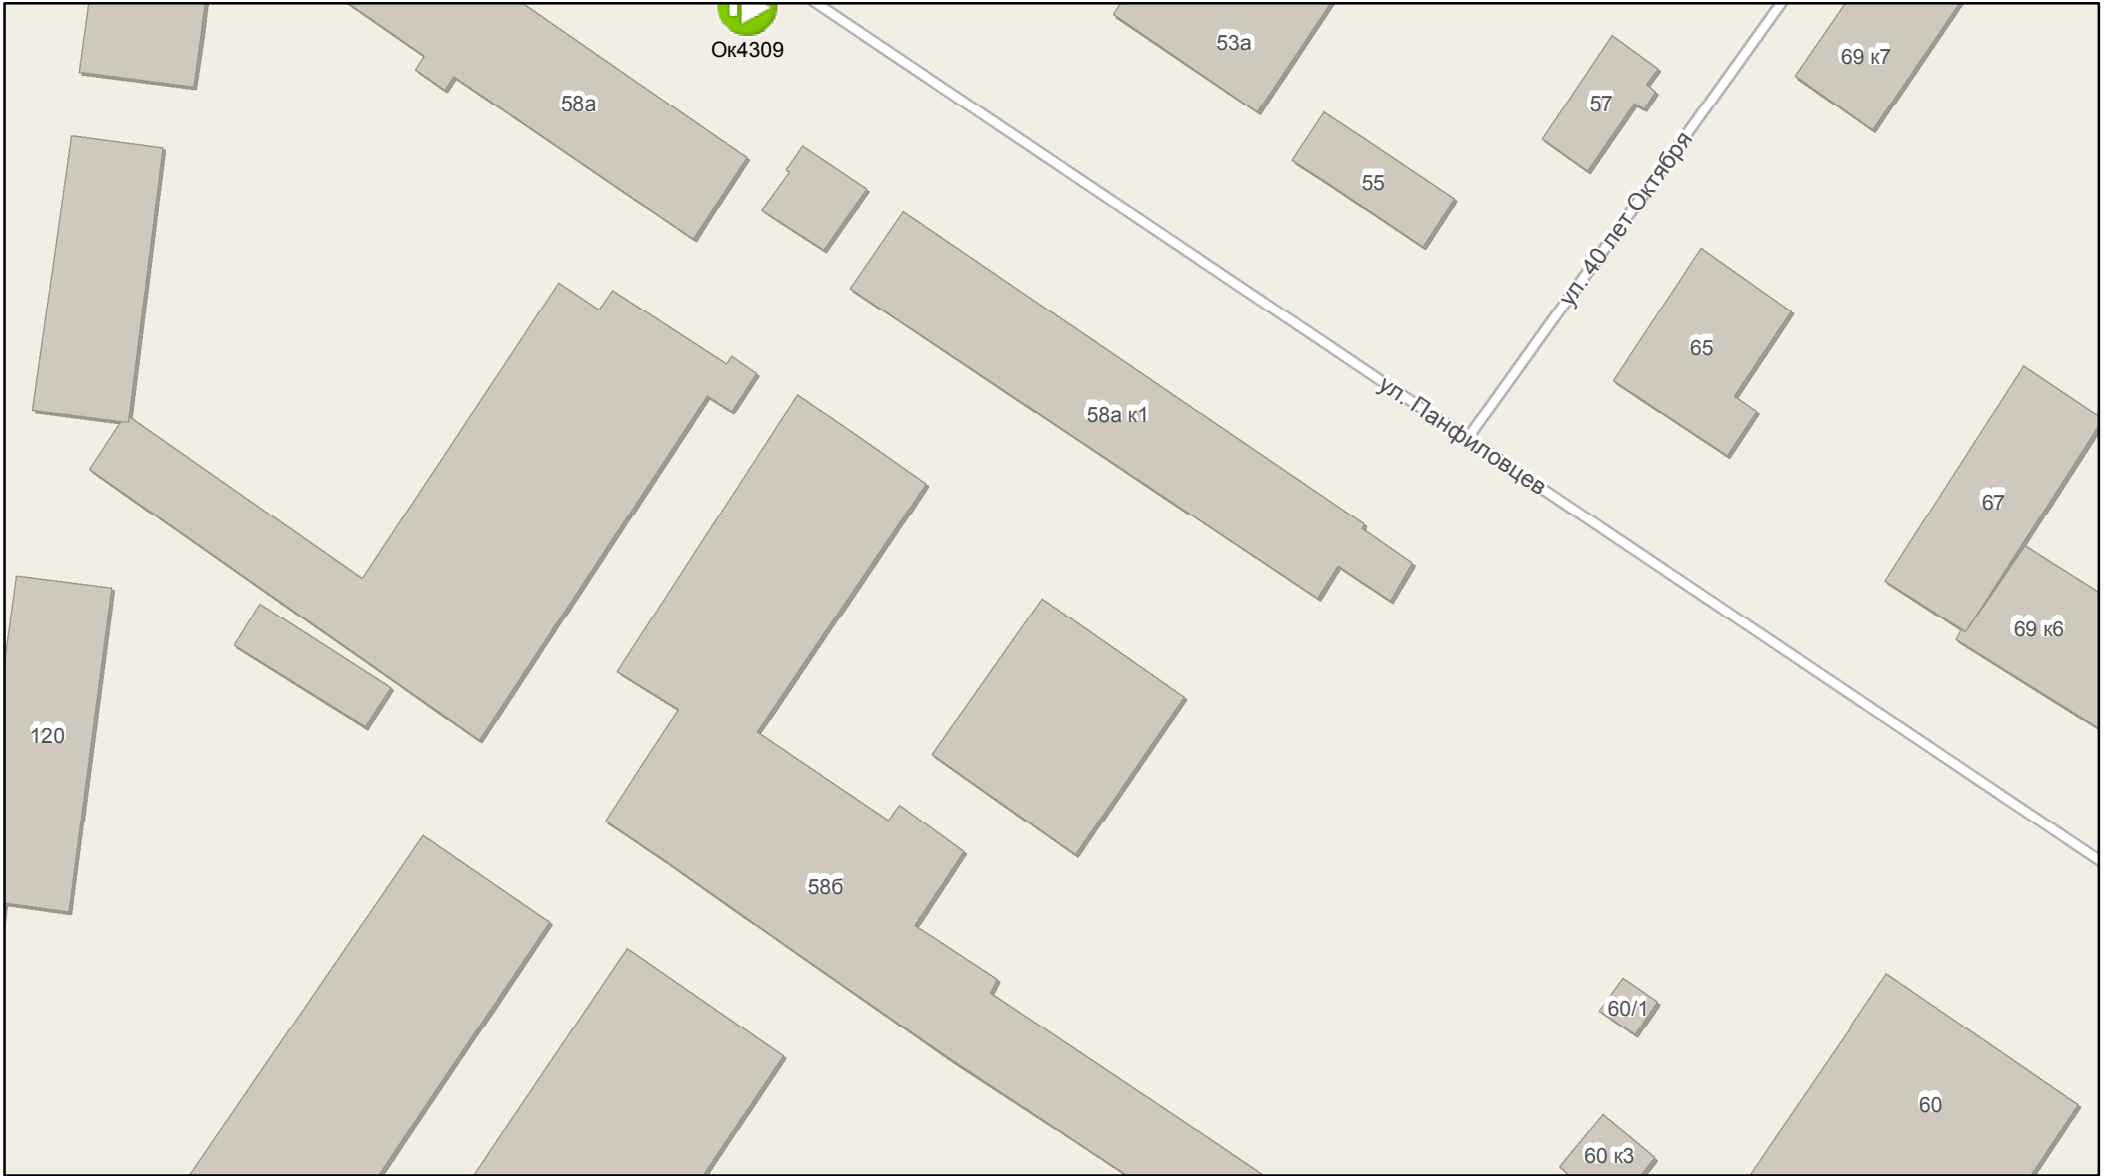 Ок4309
53а
69 к7
58а
57
ул. 40 лет Октября
55
65
58а к1
ул. Панфиловцев
67
69 к6
120
58б
60/1
60
60 к3